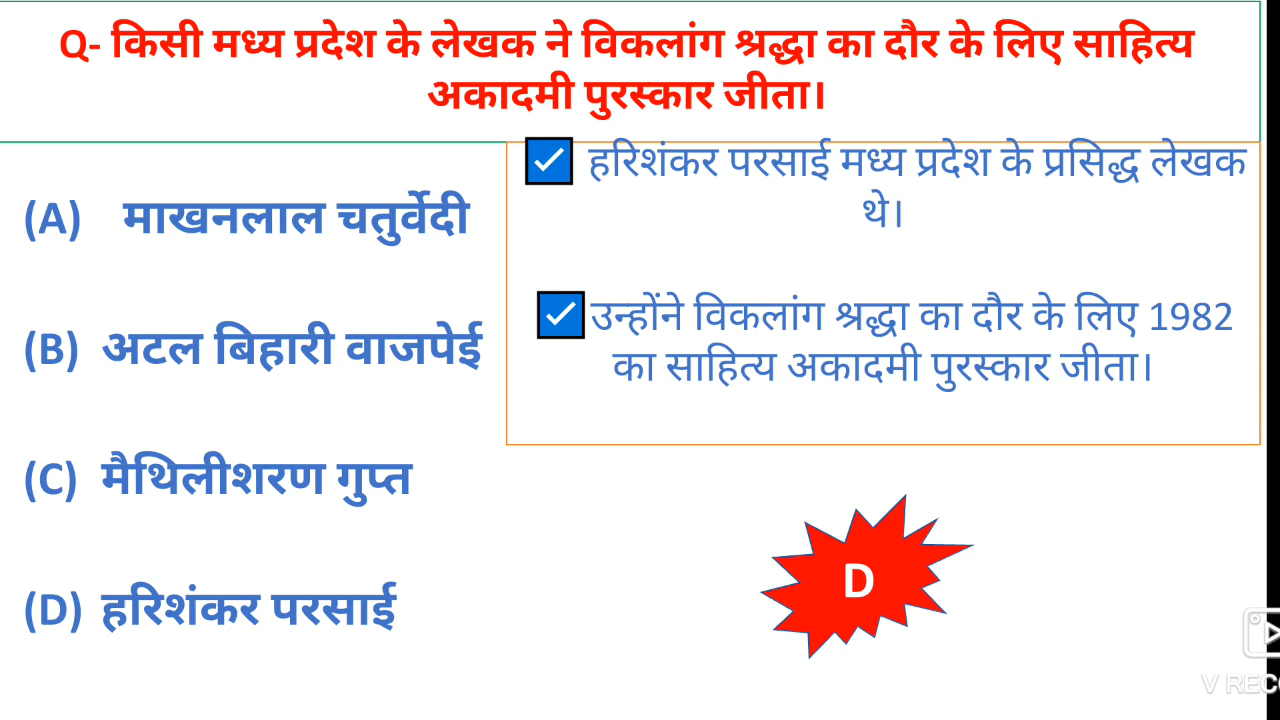 Q- किसी मध्य प्रदेश के लेखक ने विकलांग श्रद्धा का दौर के लिए साहित्य
अकादमी पुरस्कार जीता।
(A) माखनलाल चतुर्वेदी
(B) अटल बिहारी वाजपेई
(C) मैथिलीशरण गुप्त
(D) हरिशंकर परसाई
हरिशंकर परसाई मध्य प्रदेश के प्रसिद्ध लेखक
थे।
उन्होंने विकलांग श्रद्धा का दौर के लिए 1982
का साहित्य अकादमी पुरस्कार जीता।
D
V REC